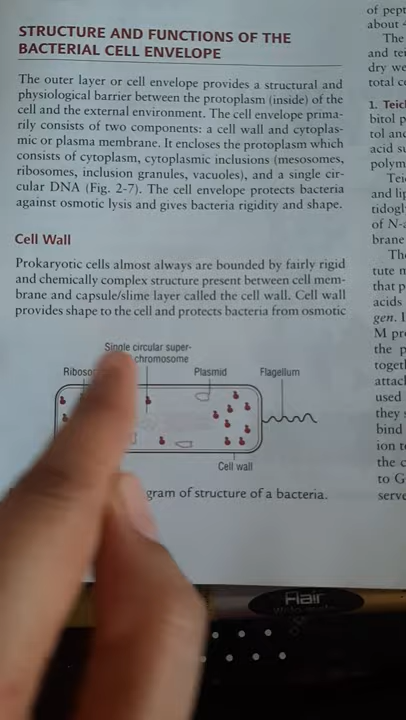 STRUCTURE AND FUNCTIONS OF THE
BACTERIAL CELL ENVELOPE
The outer layer or cell envelope provides a structural and
physiological barrier between the protoplasm (inside) of the
cell and the external environment. The cell envelope prima-
rily consists of two components: a cell wall and cytoplas-
mic or plasma membrane. It encloses the protoplasm which
consists of cytoplasm, cytoplasmic inclusions (mesosomes,
ribosomes, inclusion granules, vacuoles), and a single cir-
cular DNA (Fig. 2-7). The cell envelope protects bacteria
against osmotic lysis and gives bacteria rigidity and shape.
Cell Wall
Prokaryotic cells almost always are bounded by fairly rigid
and chemically complex structure present between cell mem-
brane and capsule/slime layer called the cell wall. Cell wall
provides shape to the cell and protects bacteria from osmotic
Single circular super-
chromosome
Plasmid
Flagellum
Cell wall
gram of structure of a bacteria.
of pept
about
The
and tei
dry we
total c
1. Teic
bitol p
tol and
acid su
polym
Teic
and lip
tidogl
of N-a
brane
The
tute n
that p
acids
gen. I
M pr
the p
togeth
attac
used
they s
bind
ion t
the c
to G
serve
Flair